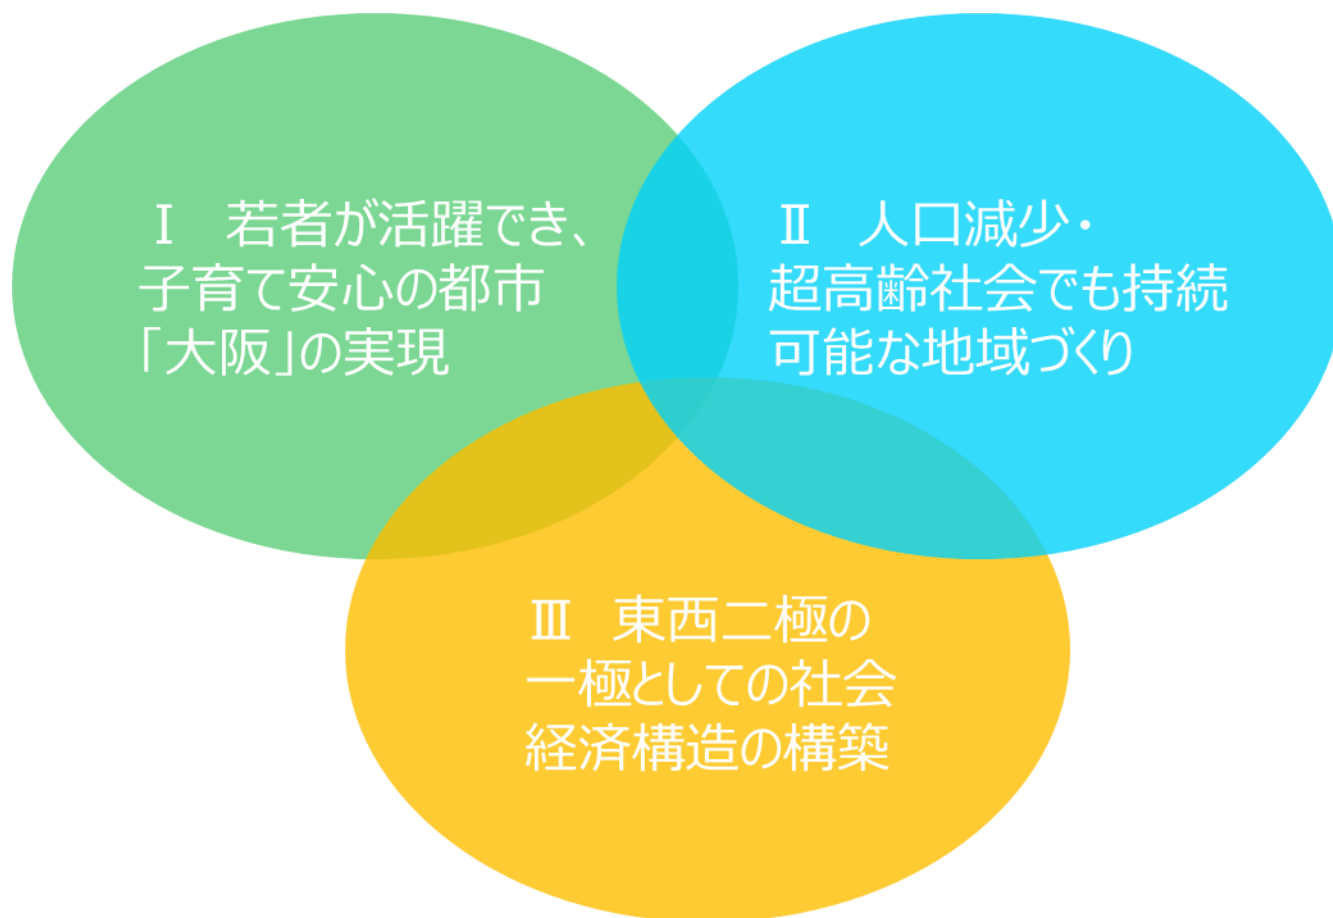 Ⅰ　若者が活躍でき、
子育て安心の都市
「大阪」の実現
Ⅱ　人口減少・
超高齢社会でも持続
可能な地域づくり
Ⅲ　東西二極の
一極としての社会
経済構造の構築